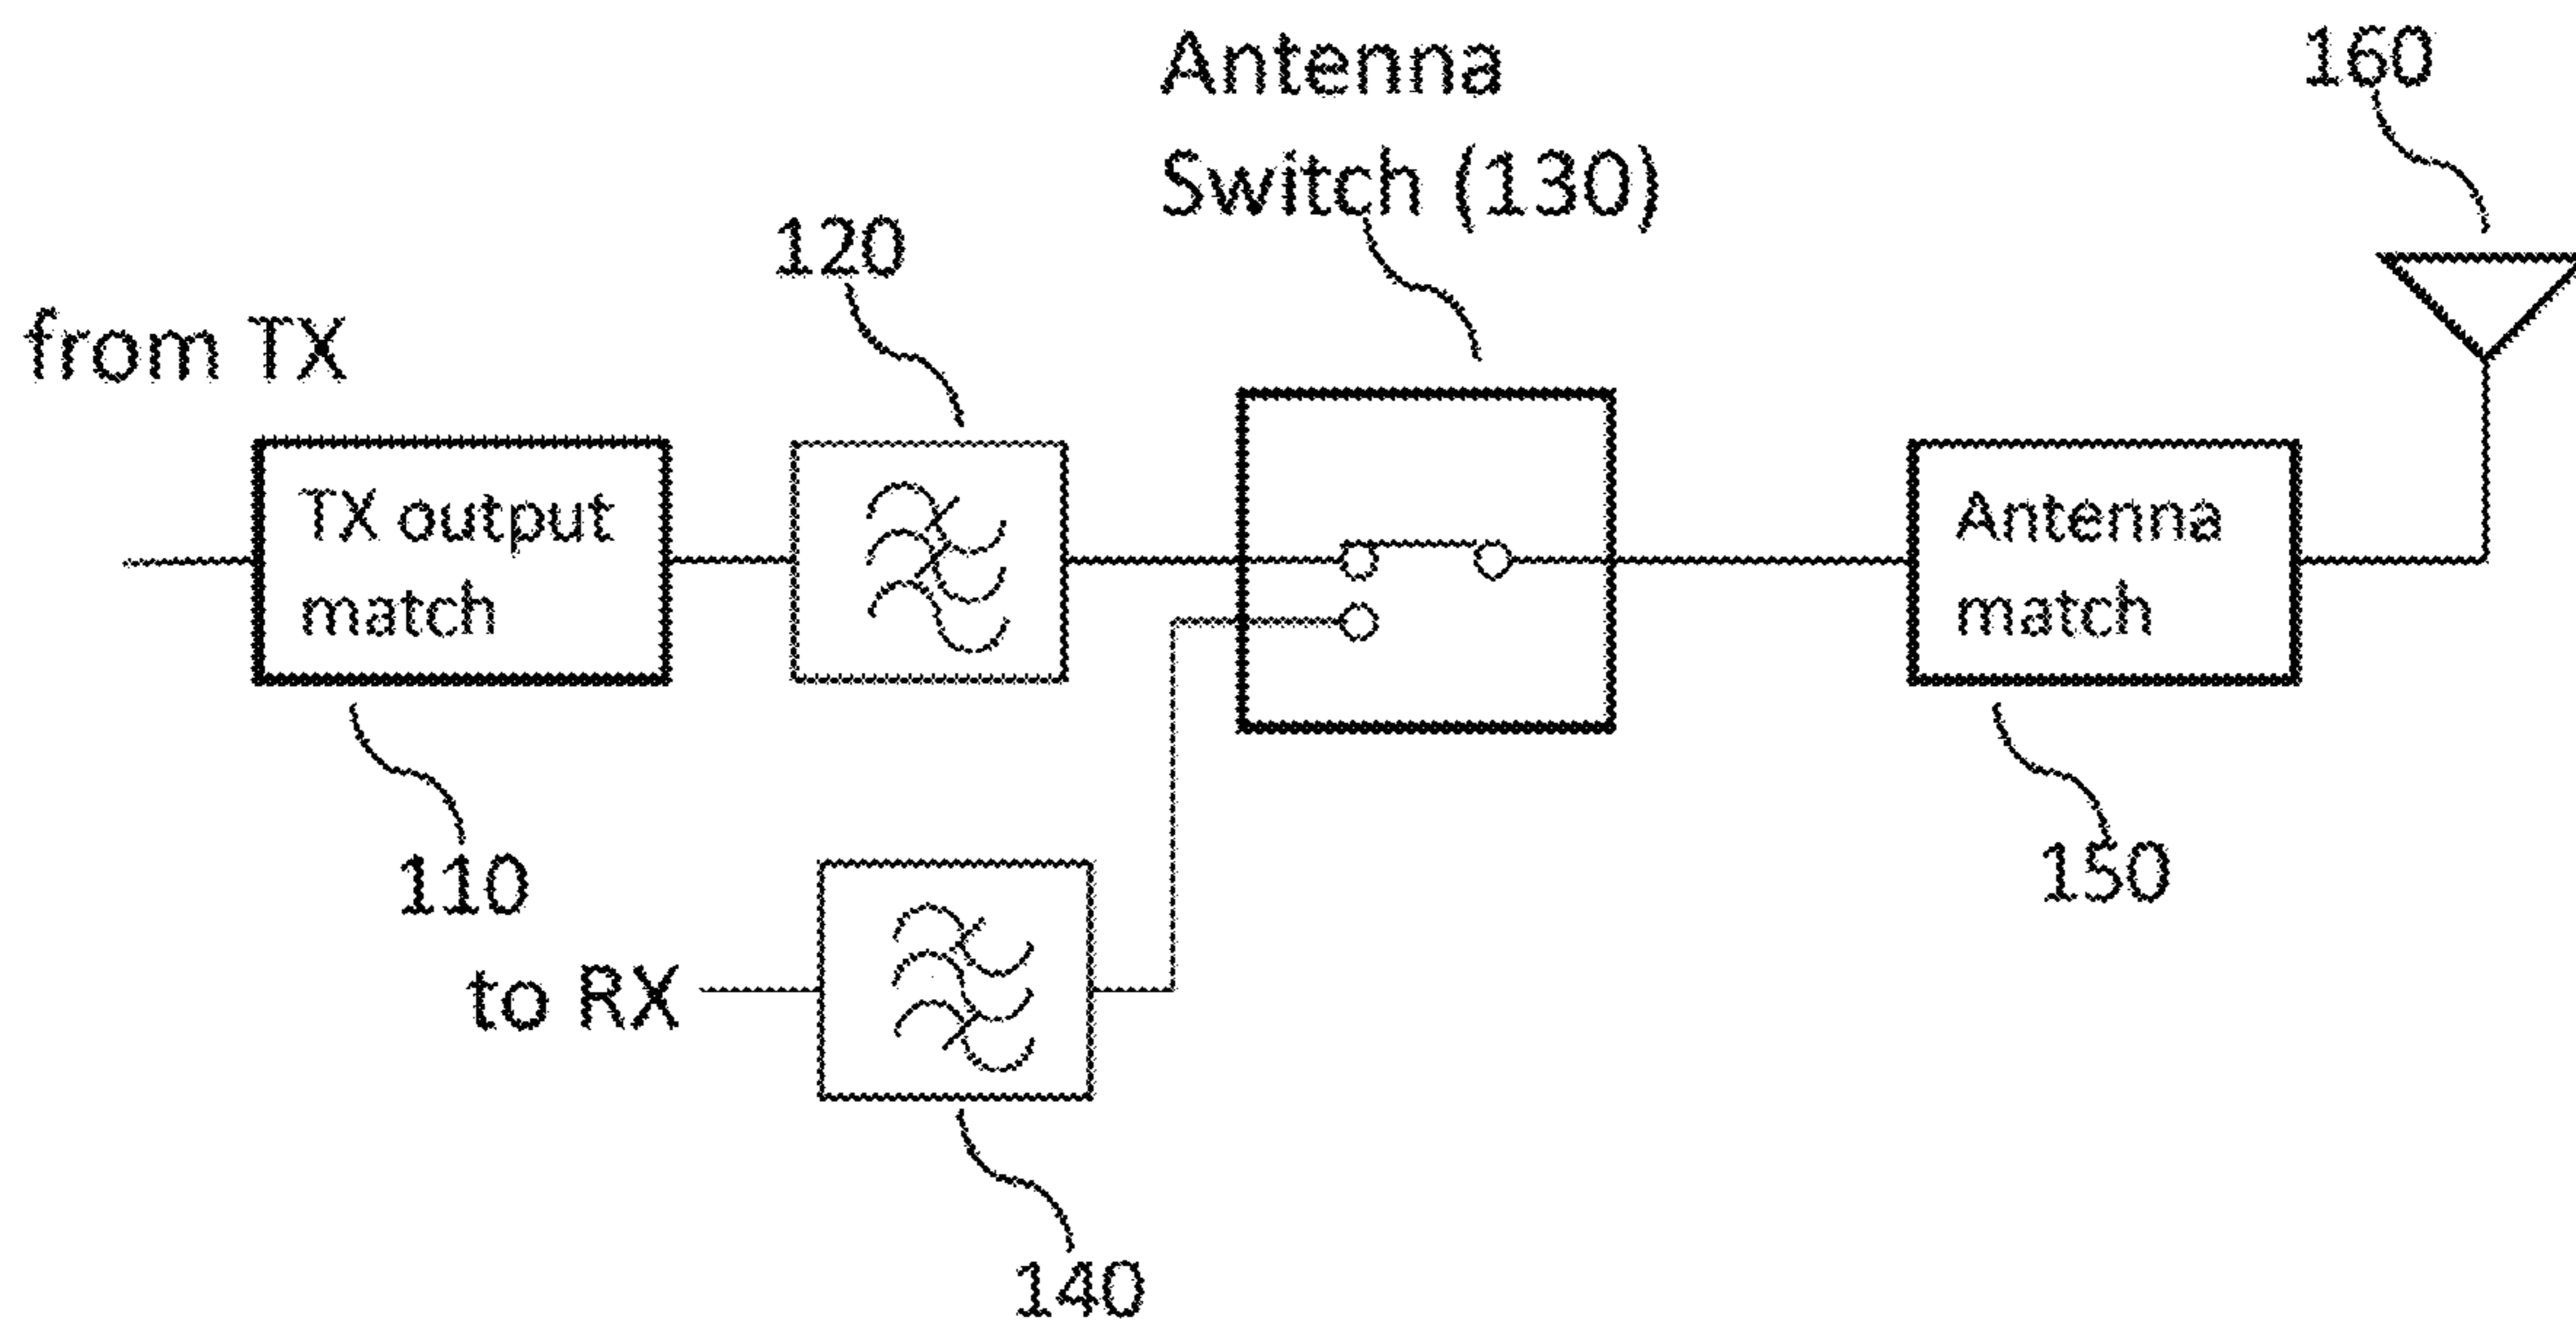 160
Antenna
Switch (130)
120
from TX
TX output
match
Antenna
match
110
150
to RX
140